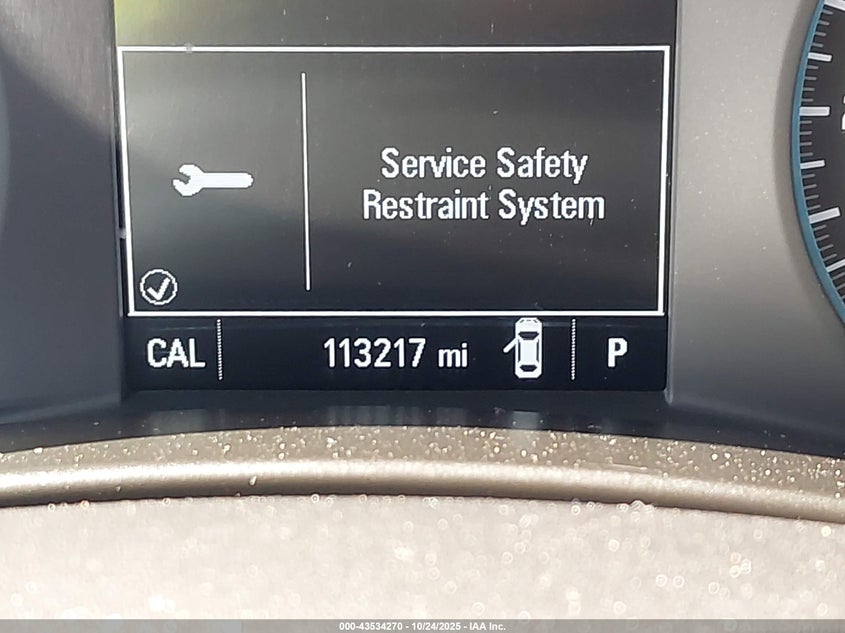 Service Safety
Restraint System
CAL 113217 mi P
000-43534270 - 10/24/2025 - IAA Inc.